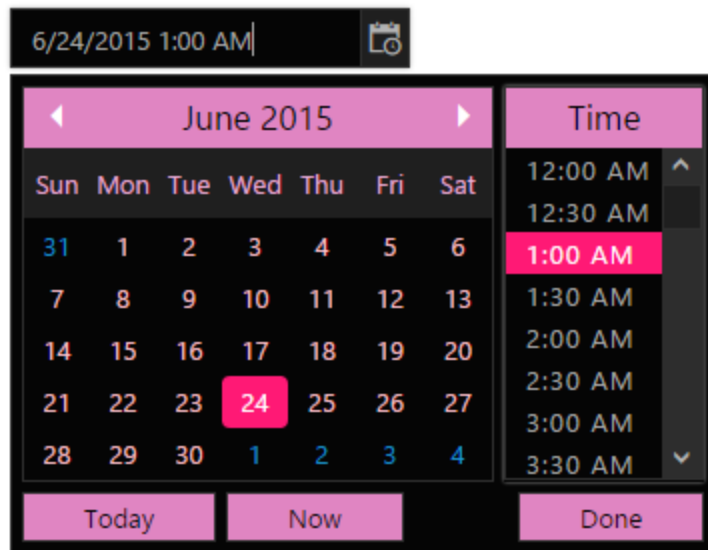 6/24/2015 1:00 AM
June 2015
Sun Mon Tue Wed Thu Fri Sat
31 1 2 3 4 5 6
7 8 9 10 11 12 13
14 15 16 17 18 19 20
21 22 23 24 25 26 27
28 29 30 1 2 3 4
Time
12:00 AM
12:30 AM
1:00 AM
1:30 AM
2:00 AM
2:30 AM
3:00 AM
3:30 AM
Today Now Done